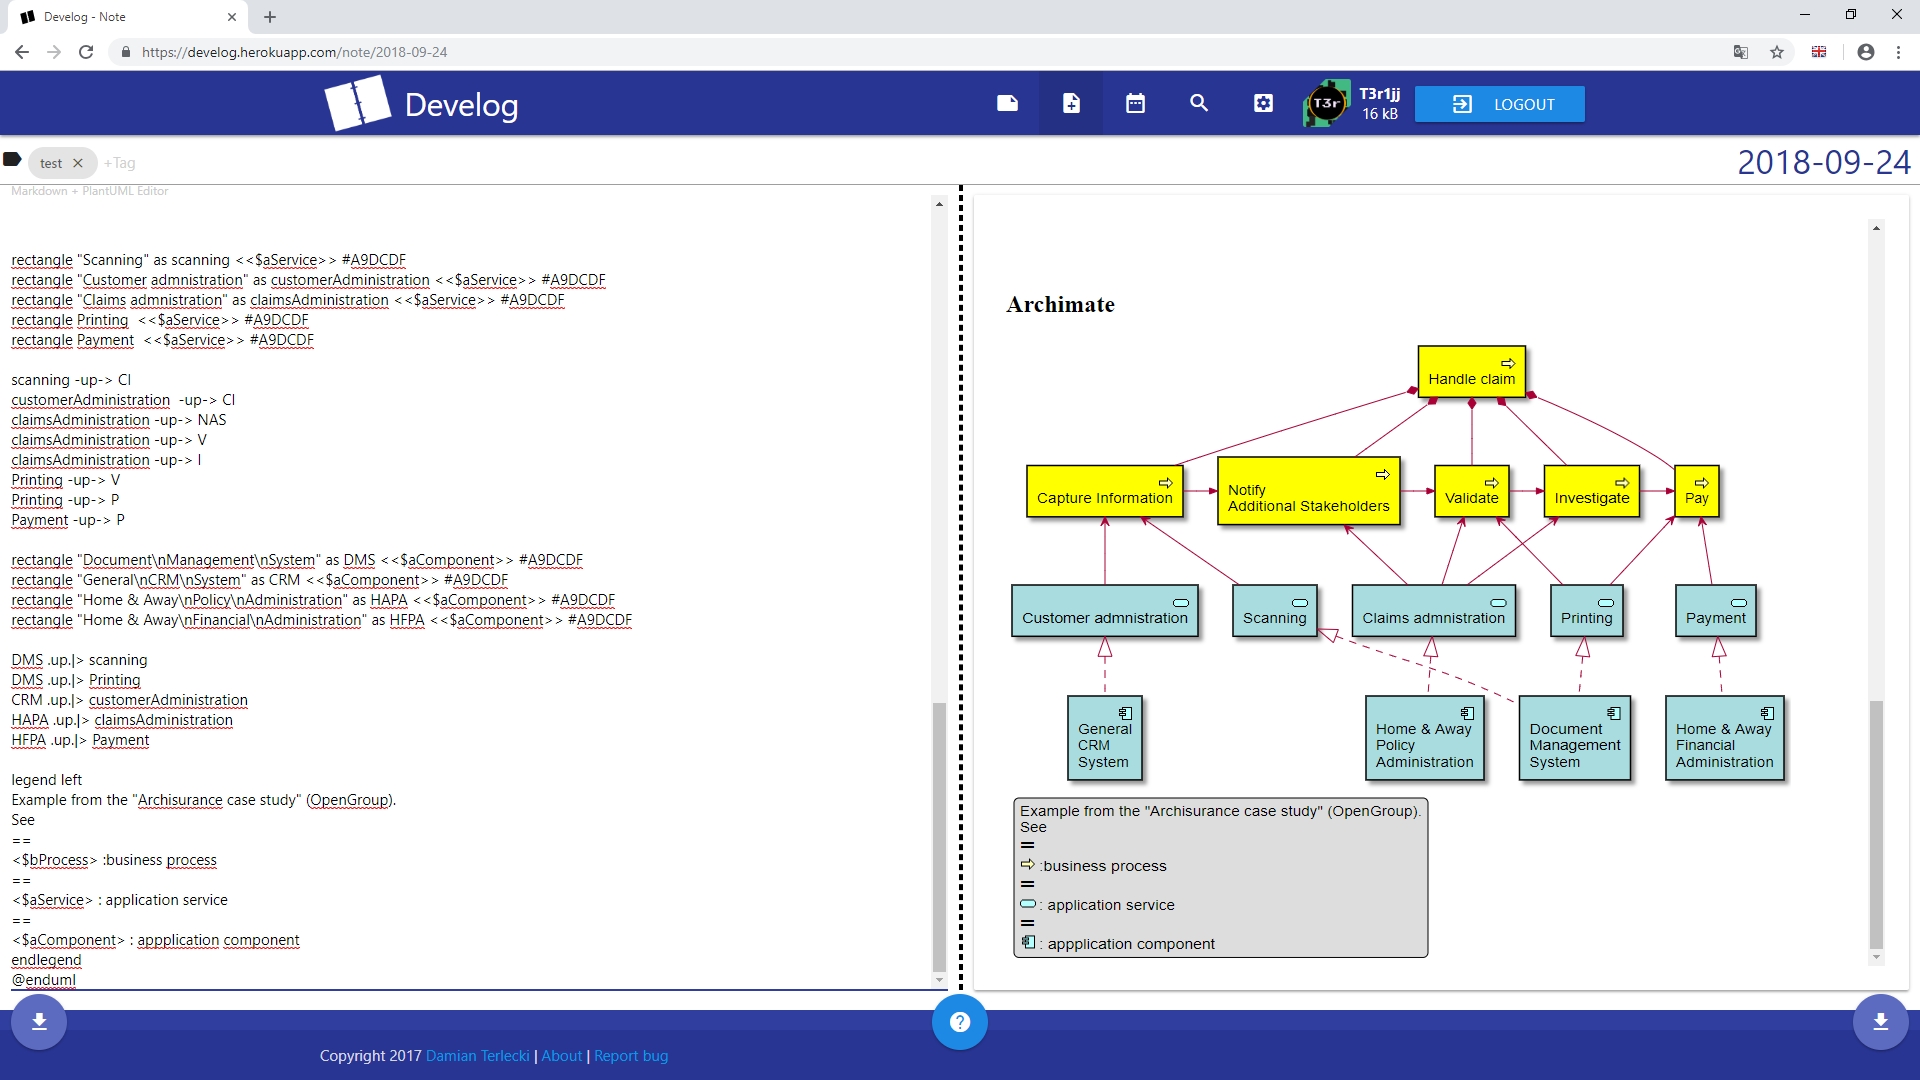 Develog - Note
https://develog.herokuapp.com/note/2018-09-24
Develog
T3r
T3r1jj
16 kB
LOGOUT
test
+Tag
2018-09-24
Markdown + PlantUML Editor
rectangle "Scanning" as scanning <<$aService>> #A9DCDF
rectangle "Customer admnistration" as customerAdministration <<$aService>> #A9DCDF
rectangle "Claims admnistration" as claimsAdministration <<$aService>> #A9DCDF
rectangle Printing  <<$aService>> #A9DCDF
rectangle Payment  <<$aService>> #A9DCDF
scanning -up-> CI
customerAdministration  -up-> CI
claimsAdministration -up-> NAS
claimsAdministration -up-> V
claimsAdministration -up-> I
Printing -up-> V
Printing -up-> P
Payment -up-> P
rectangle "Document\nManagement\nSystem" as DMS <<$aComponent>> #A9DCDF
rectangle "General\nCRM\nSystem" as CRM <<$aComponent>> #A9DCDF
rectangle "Home & Away\nPolicy\nAdministration" as HAPA <<$aComponent>> #A9DCDF
rectangle "Home & Away\nFinancial\nAdministration" as HFPA <<$aComponent>> #A9DCDF
DMS .up.|> scanning
DMS .up.|> Printing
CRM .up.|> customerAdministration
HAPA .up.|> claimsAdministration
HFPA .up.|> Payment
legend left
Example from the "Archisurance case study" (OpenGroup).
See
==
<$bProcess> :business process
==
<$aService> : application service
==
<$aComponent> : appplication component
endlegend
@enduml
Archimate
Handle claim
Capture Information
Notify
Additional Stakeholders
Validate
Investigate
Pay
Customer admnistration
Scanning
Claims admnistration
Printing
Payment
General
CRM
System
Home & Away
Policy
Administration
Document
Management
System
Home & Away
Financial
Administration
Example from the "Archisurance case study" (OpenGroup).
See
=
:business process
=
: application service
=
: appplication component
Copyright 2017 Damian Terlecki | About | Report bug